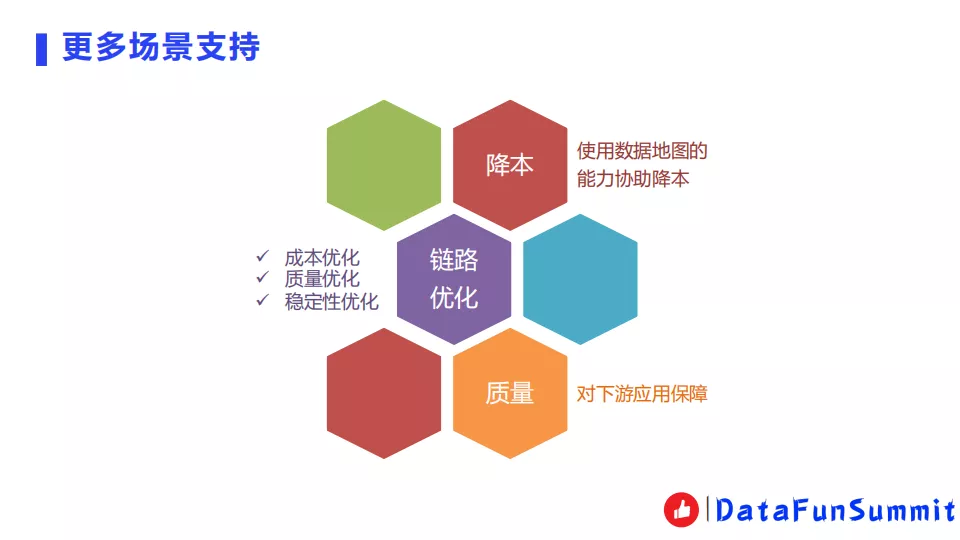 更多场景支持
降本
使用数据地图的
能力协助降本
成本优化
质量优化
稳定性优化
链路
优化
质量
对下游应用保障
DataFunSummit